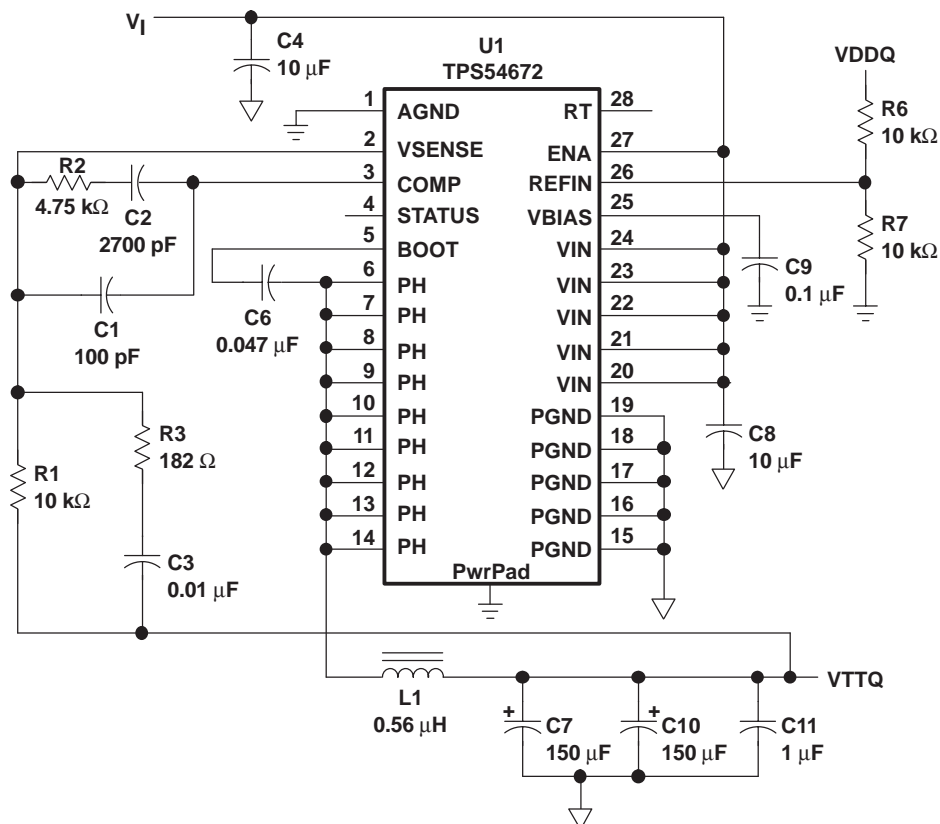 VI
C4
10 μF
U1
TPS54672
VDDQ
R6
10 kΩ
1
AGND
RT
28
2
VSENSE
ENA
27
R2
4.75 kΩ
3
COMP
REFIN
26
C2
2700 pF
4
STATUS
VBIAS
25
R7
10 kΩ
5
BOOT
VIN
24
C9
0.1 μF
6
PH
VIN
23
C6
0.047 μF
7
PH
VIN
22
C1
100 pF
8
PH
VIN
21
9
PH
VIN
20
10
PH
PGND
19
C8
10 μF
R3
182 Ω
11
PH
PGND
18
R1
10 kΩ
12
PH
PGND
17
13
PH
PGND
16
14
PH
PGND
15
C3
0.01 μF
PwrPad
L1
0.56 μH
VTTQ
+
C7
150 μF
+
C10
150 μF
C11
1 μF